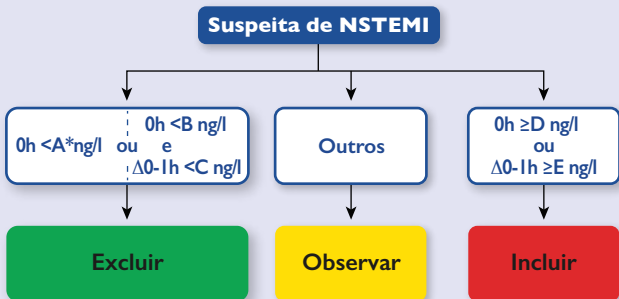 Suspeita de NSTEMI
0h <A*ng/l ou
0h <B ng/l
e
Δ0-1h <C ng/l
Outros
0h ≥D ng/l
ou
Δ0-1h ≥E ng/l
Excluir
Observar
Incluir